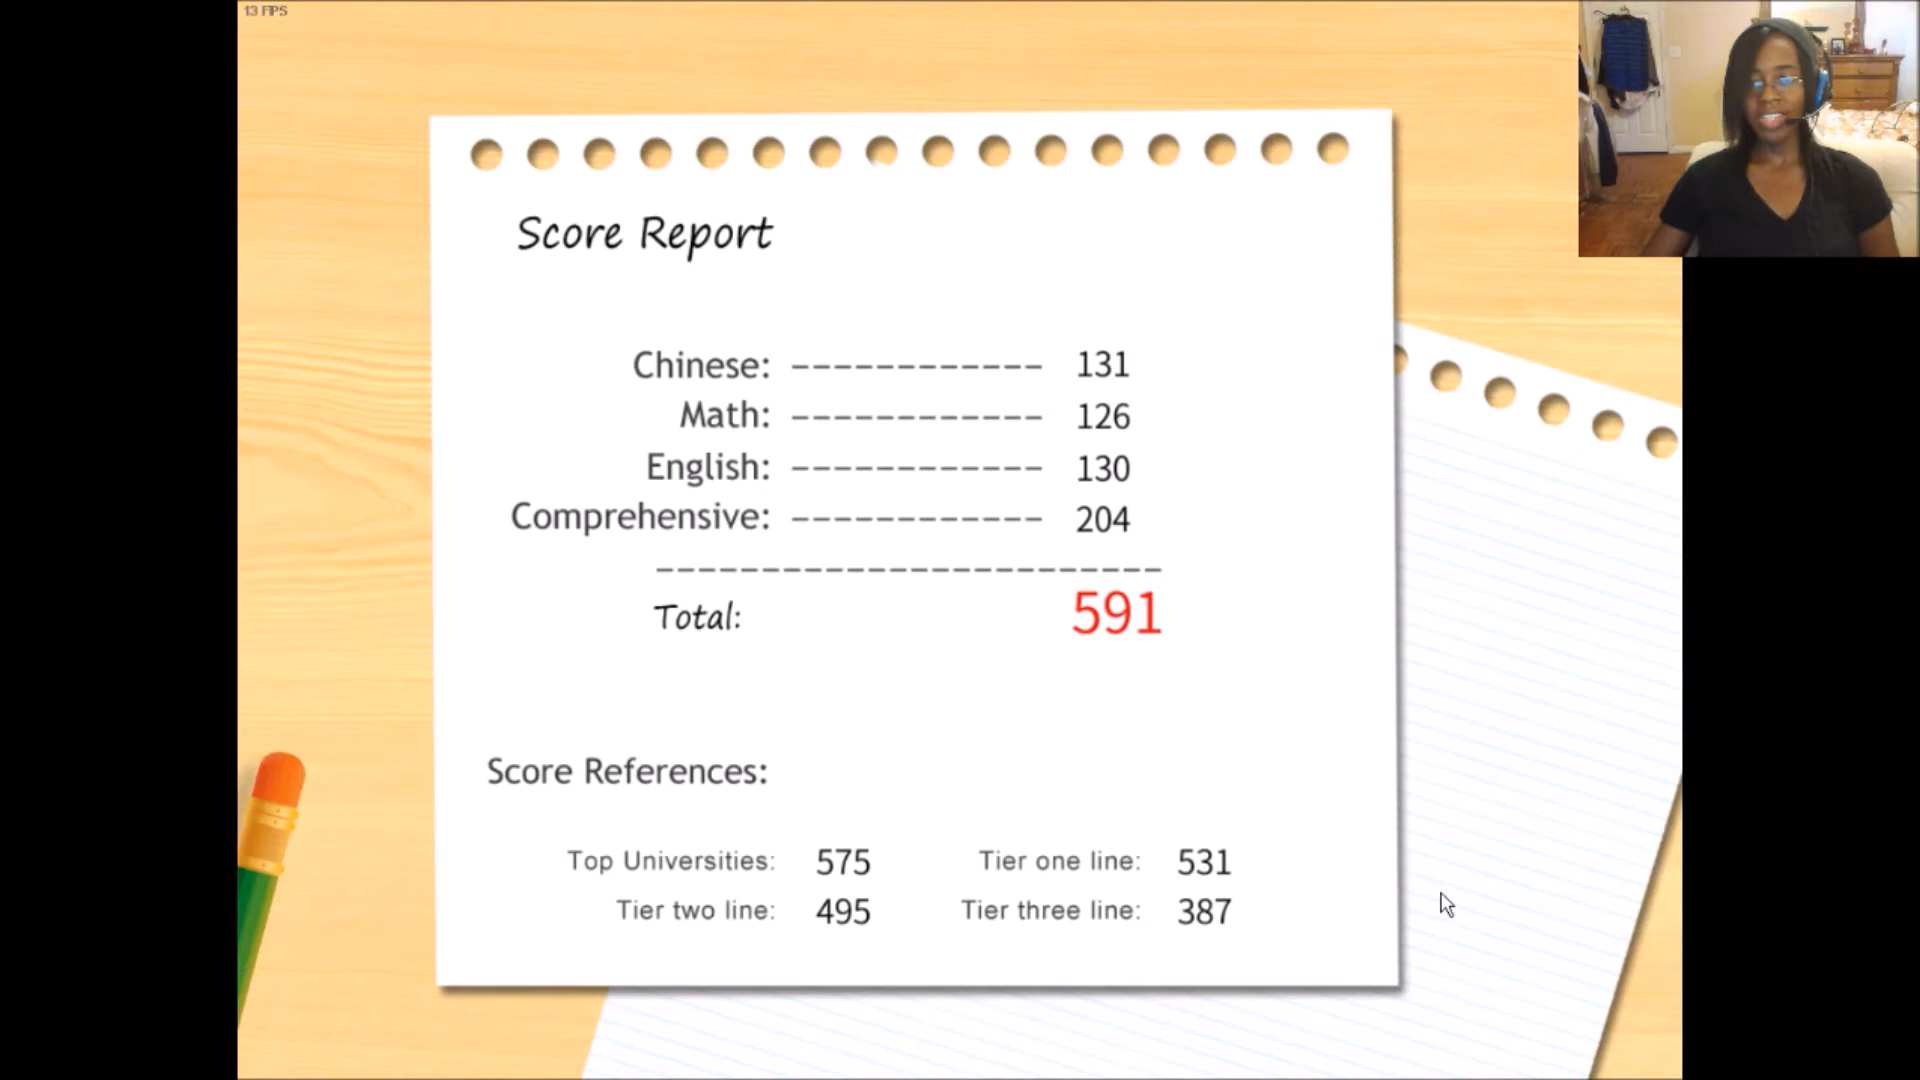 13 FPS
Score Report
Chinese: ------------ 131
Math: ------------ 126
English: ------------ 130
Comprehensive: ------------ 204
------------------------
Total: 591
Score References:
Top Universities: 575 Tier one line: 531
Tier two line: 495 Tier three line: 387